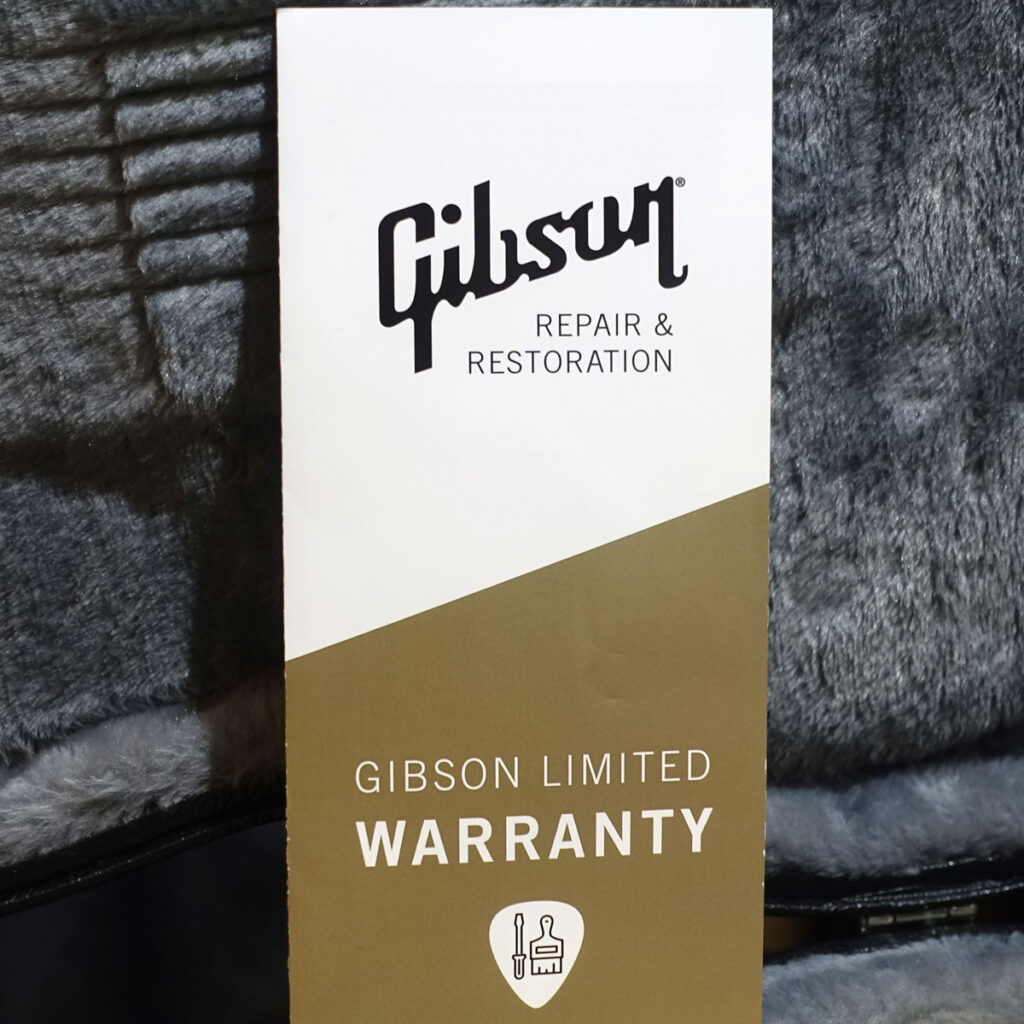 Gibson®
REPAIR &
RESTORATION
GIBSON LIMITED
WARRANTY